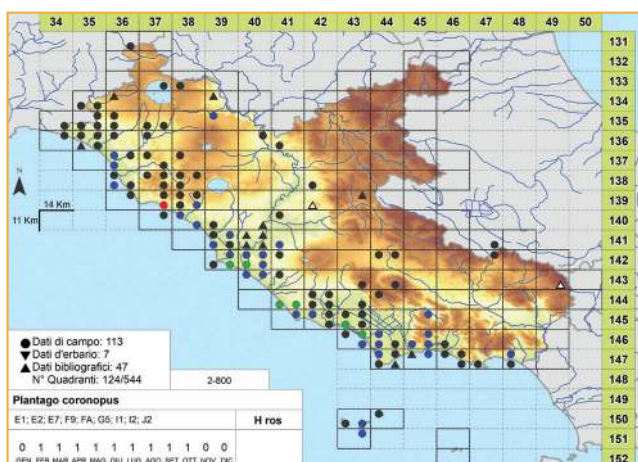 34 35 36 37 38 39 40 41 42 43 44 45 46 47 48 49 50
131
132
133
134
135
136
137
138
139
140
141
142
143
144
145
146
147
148
150
151
152
N
14 Km
11 Km
Dati di campo: 113
Dati d'erbario: 7
Dati bibliografici: 47
N° Quadranti: 124/544
2-800
Plantago coronopus
E1; E2; E7; F9; FA; G5; I1; I2; J2
H ros
0 1 1 1 1 1 1 1 1 1 0 0
GEN FEB MAR APR MAG GIU LUG AGO SET OTT NOV DIC